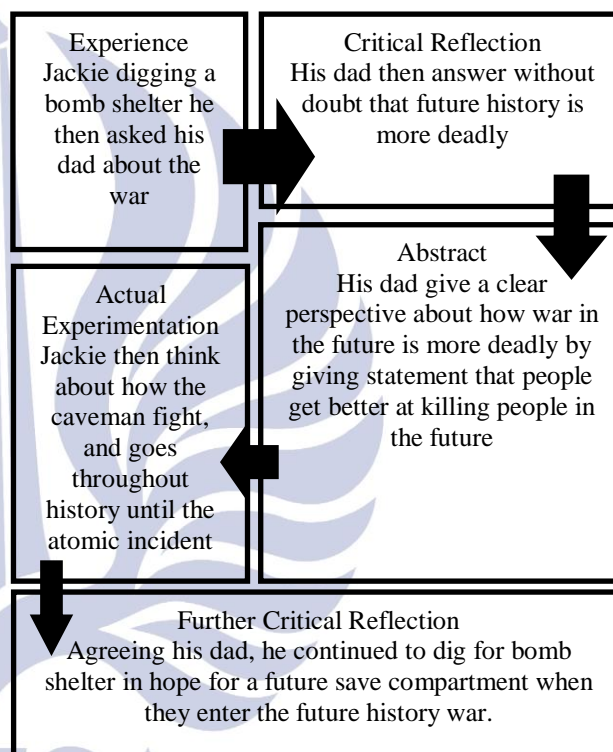 Experience
Jackie digging a
bomb shelter he
then asked his
dad about the
war
Critical Reflection
His dad then answer without
doubt that future history is
more deadly
Abstract
His dad give a clear
perspective about how war in
the future is more deadly by
giving statement that people
get better at killing people in
the future
Actual
Experimentation
Jackie then think
about how the
caveman fight,
and goes
throughout
history until the
atomic incident
Further Critical Reflection
Agreeing his dad, he continued to dig for bomb
shelter in hope for a future save compartment when
they enter the future history war.